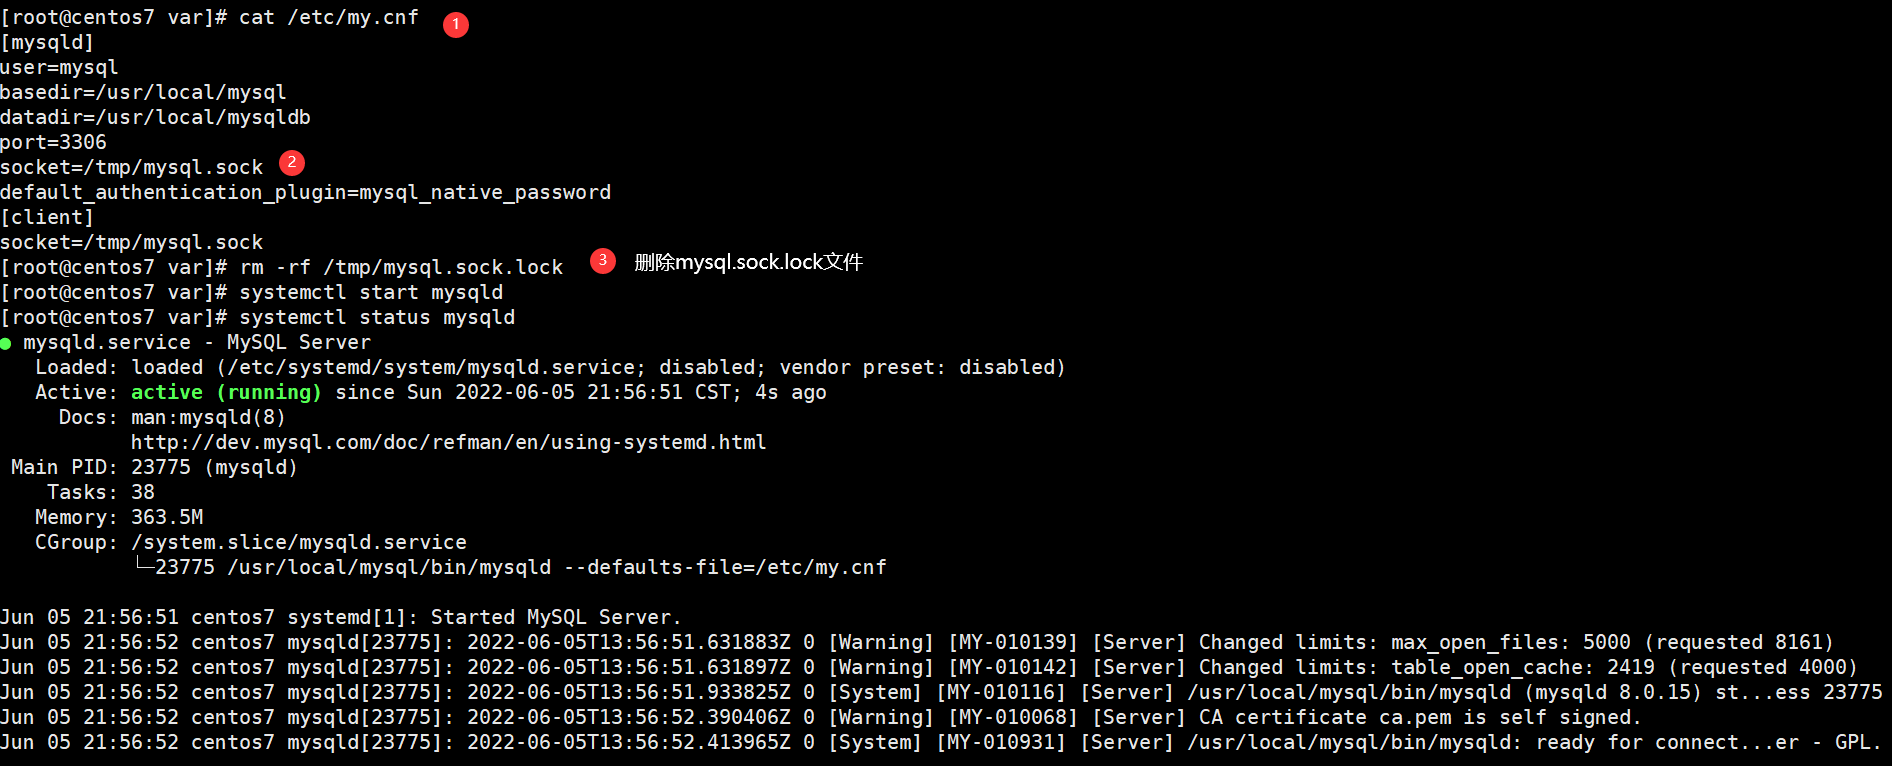 [root@centos7 var]# cat /etc/my.cnf 1
[mysqld]
user=mysql
basedir=/usr/local/mysql
datadir=/usr/local/mysqldb
port=3306
socket=/tmp/mysql.sock 2
default_authentication_plugin=mysql_native_password
[client]
socket=/tmp/mysql.sock
[root@centos7 var]# rm -rf /tmp/mysql.sock.lock 3 删除mysql.sock.lock文件
[root@centos7 var]# systemctl start mysqld
[root@centos7 var]# systemctl status mysqld
● mysqld.service - MySQL Server
   Loaded: loaded (/etc/systemd/system/mysqld.service; disabled; vendor preset: disabled)
   Active: active (running) since Sun 2022-06-05 21:56:51 CST; 4s ago
     Docs: man:mysqld(8)
           http://dev.mysql.com/doc/refman/en/using-systemd.html
 Main PID: 23775 (mysqld)
    Tasks: 38
   Memory: 363.5M
   CGroup: /system.slice/mysqld.service
           └─23775 /usr/local/mysql/bin/mysqld --defaults-file=/etc/my.cnf
Jun 05 21:56:51 centos7 systemd[1]: Started MySQL Server.
Jun 05 21:56:52 centos7 mysqld[23775]: 2022-06-05T13:56:51.631883Z 0 [Warning] [MY-010139] [Server] Changed limits: max_open_files: 5000 (requested 8161)
Jun 05 21:56:52 centos7 mysqld[23775]: 2022-06-05T13:56:51.631897Z 0 [Warning] [MY-010142] [Server] Changed limits: table_open_cache: 2419 (requested 4000)
Jun 05 21:56:52 centos7 mysqld[23775]: 2022-06-05T13:56:51.933825Z 0 [System] [MY-010116] [Server] /usr/local/mysql/bin/mysqld (mysqld 8.0.15) st...ess 23775
Jun 05 21:56:52 centos7 mysqld[23775]: 2022-06-05T13:56:52.390406Z 0 [Warning] [MY-010068] [Server] CA certificate ca.pem is self signed.
Jun 05 21:56:52 centos7 mysqld[23775]: 2022-06-05T13:56:52.413965Z 0 [System] [MY-010931] [Server] /usr/local/mysql/bin/mysqld: ready for connect...er - GPL.